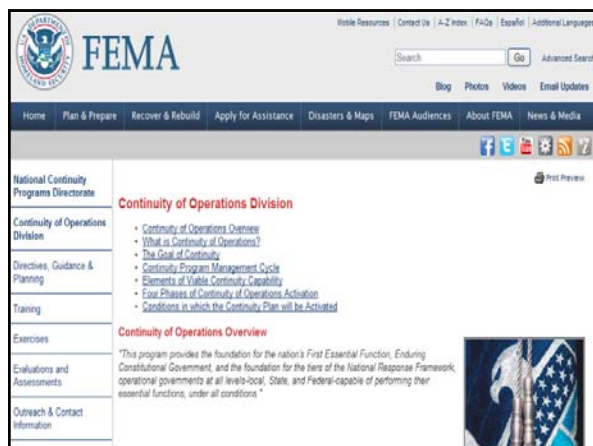 Mobile Resources | Contact Us | A-Z Index | FAQs | Español | Additional Languages
FEMA
Search Go Advanced Search
Blog Photos Videos Email Updates
Home Plan & Prepare Recover & Rebuild Apply for Assistance Disasters & Maps FEMA Audiences About FEMA News & Media
Print Preview
National Continuity
Programs Directorate
Continuity of Operations
Division
Directives, Guidance &
Planning
Training
Exercises
Evaluations and
Assessments
Outreach & Contact
Information
Continuity of Operations Division
• Continuity of Operations Overview
• What is Continuity of Operations?
• The Goal of Continuity
• Continuity Program Management Cycle
• Elements of Viable Continuity Capability
• Four Phases of Continuity of Operations Activation
• Conditions in which the Continuity Plan will be Activated
Continuity of Operations Overview
"This program provides the foundation for the nation's First Essential Function, Enduring
Constitutional Government, and the foundation for the tiers of the National Response Framework,
operational governments at all levels-local, State, and Federal-capable of performing their
essential functions, under all conditions."